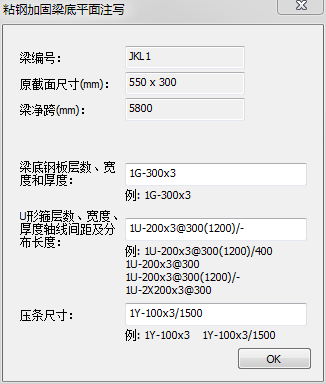 粘钢加固梁底平面注写
梁编号： JKL1
原截面尺寸(mm)： 550 x 300
梁净跨(mm)： 5800
梁底钢板层数、宽
度和厚度： 1G-300x3
例: 1G-300x3
U形箍层数、宽度、
厚度轴线间距及分
布长度： 1U-200x3@300(1200)/-
例: 1U-200x3@300(1200)/400
1U-200x3@300
1U-200x3@300(1200)/-
1U-2X200x3@300
压条尺寸： 1Y-100x3/1500
例: 1Y-100x3 1Y-100x3/1500
OK